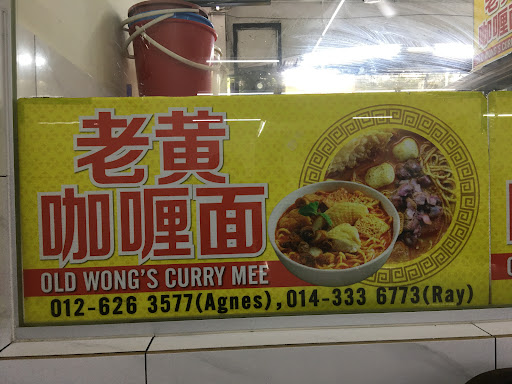 老黄
咖喱面
OLD WONG'S CURRY MEE
012-626 3577(Agnes),014-333 6773(Ray)